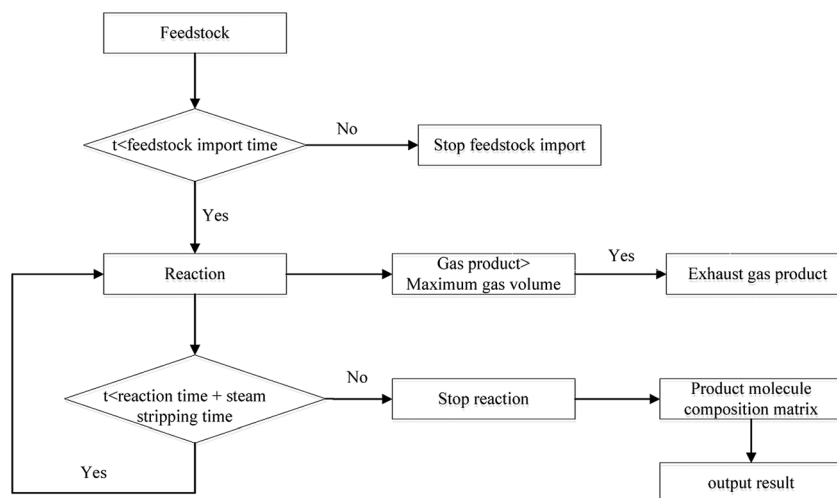 Feedstock
No
t<feedstock import time
Stop feedstock import
Yes
Gas product>
Maximum gas volume
Yes
Reaction
Exhaust gas product
t<reaction time + steam
stripping time
No
Stop reaction
Product molecule
composition matrix
Yes
output result